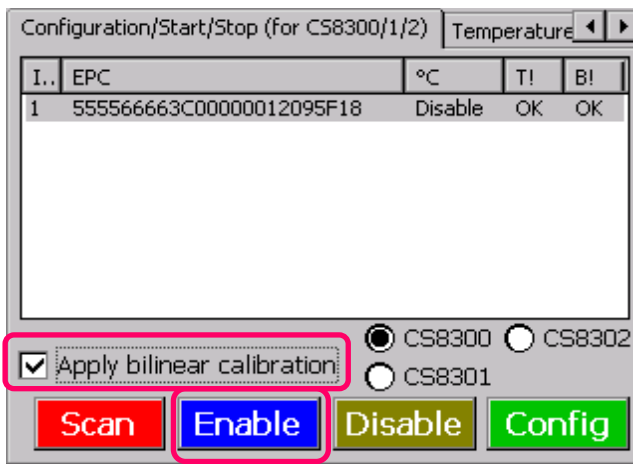 Configuration/Start/Stop (for CS8300/1/2) Temperature
I.. EPC °C T! B!
1 555566663C00000012095F18 Disable OK OK
CS8300 CS8302
Apply bilinear calibration
CS8301
Scan Enable Disable Config